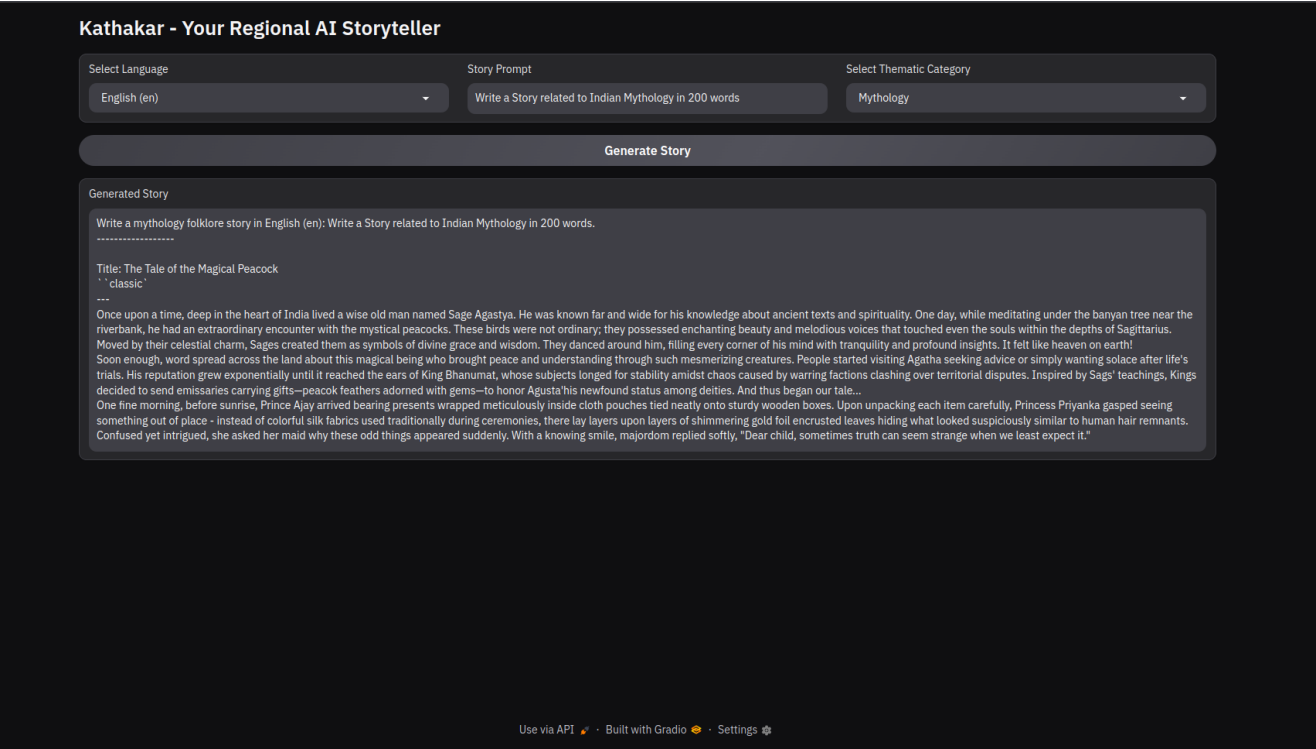 Kathakar - Your Regional AI Storyteller
Select Language
English (en)
Story Prompt
Write a Story related to Indian Mythology in 200 words
Select Thematic Category
Mythology
Generate Story
Generated Story
Write a mythology folklore story in English (en): Write a Story related to Indian Mythology in 200 words.
------------------
Title: The Tale of the Magical Peacock
``classic`
---
Once upon a time, deep in the heart of India lived a wise old man named Sage Agastya. He was known far and wide for his knowledge about ancient texts and spirituality. One day, while meditating under the banyan tree near the
riverbank, he had an extraordinary encounter with the mystical peacocks. These birds were not ordinary; they possessed enchanting beauty and melodious voices that touched even the souls within the depths of Sagittarius.
Moved by their celestial charm, Sages created them as symbols of divine grace and wisdom. They danced around him, filling every corner of his mind with tranquility and profound insights. It felt like heaven on earth!
Soon enough, word spread across the land about this magical being who brought peace and understanding through such mesmerizing creatures. People started visiting Agatha seeking advice or simply wanting solace after life's
trials. His reputation grew exponentially until it reached the ears of King Bhanumat, whose subjects longed for stability amidst chaos caused by warring factions clashing over territorial disputes. Inspired by Sags' teachings, Kings
decided to send emissaries carrying gifts—peacok feathers adorned with gems—to honor Agusta'his newfound status among deities. And thus began our tale...
One fine morning, before sunrise, Prince Ajay arrived bearing presents wrapped meticulously inside cloth pouches tied neatly onto sturdy wooden boxes. Upon unpacking each item carefully, Princess Priyanka gasped seeing
something out of place - instead of colorful silk fabrics used traditionally during ceremonies, there lay layers upon layers of shimmering gold foil encrusted leaves hiding what looked suspiciously similar to human hair remnants.
Confused yet intrigued, she asked her maid why these odd things appeared suddenly. With a knowing smile, majordom replied softly, "Dear child, sometimes truth can seem strange when we least expect it."
Use via API · Built with Gradio · Settings